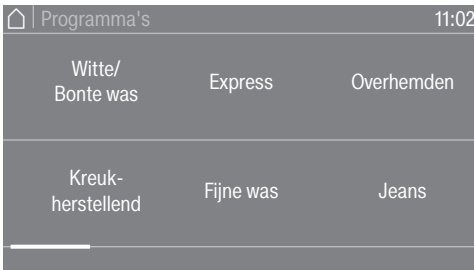 Programma's 11:02
Witte/
Bonte was
Express
Overhemden
Kreuk-
herstellend
Fijne was
Jeans